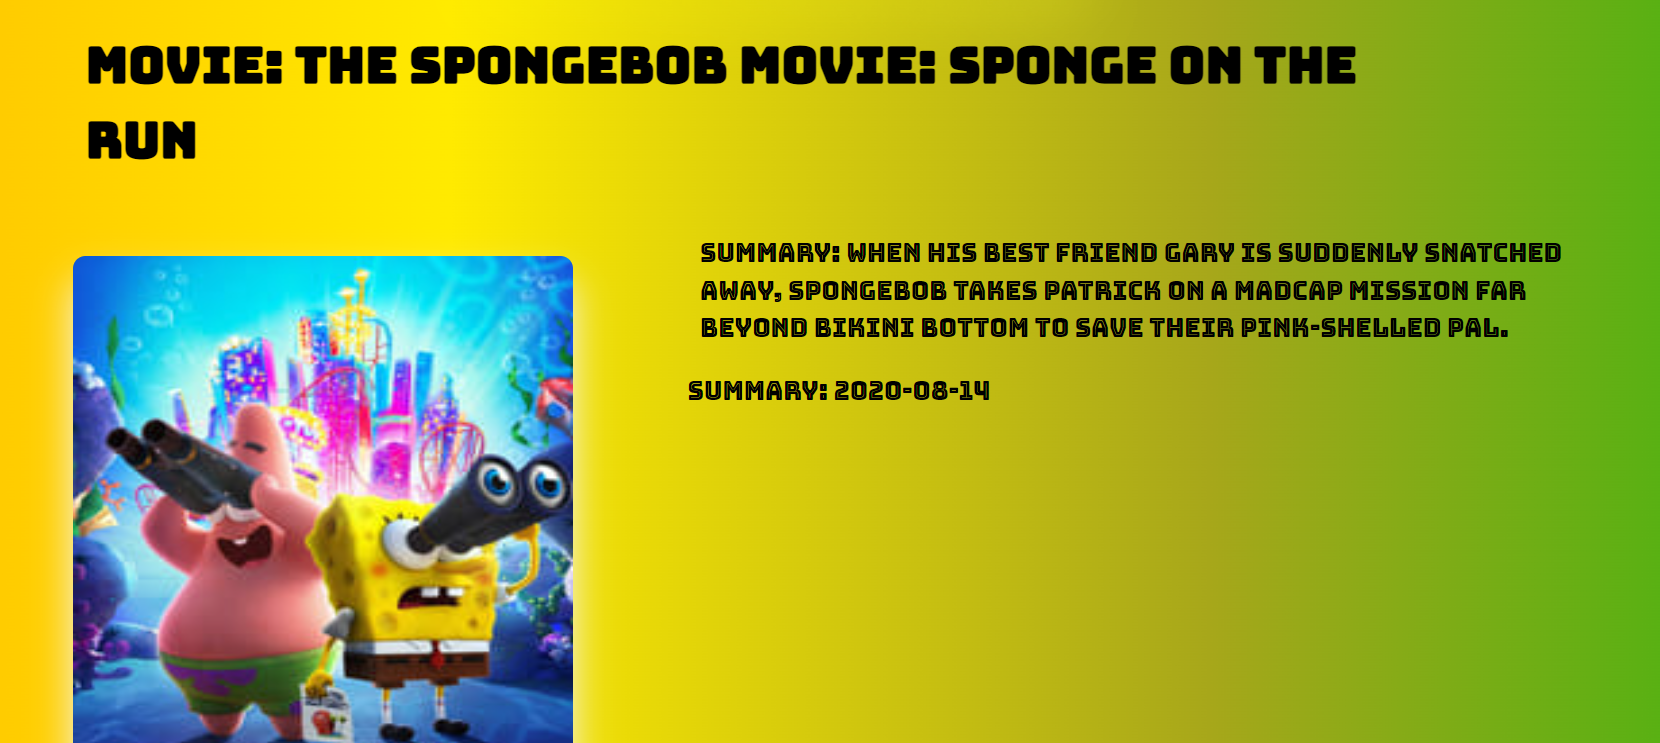 MOVIE: THE SPONGEBOB MOVIE: SPONGE ON THE
RUN
SUMMARY: WHEN HIS BEST FRIEND GARY IS SUDDENLY SNATCHED
AWAY, SPONGEBOB TAKES PATRICK ON A MADCAP MISSION FAR
BEYOND BIKINI BOTTOM TO SAVE THEIR PINK-SHELLED PAL.
SUMMARY: 2020-08-14